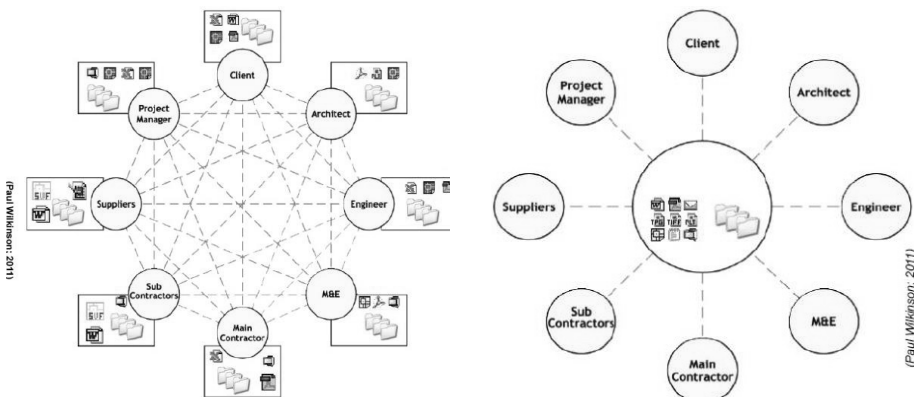 Client
Project
Manager
Architect
Suppliers
Engineer
Sub
Contractors
M&E
Main
Contractor
(Paul Wilkinson: 2011)
Client
Project
Manager
Architect
Suppliers
Engineer
Sub
Contractors
M&E
Main
Contractor
(Paul Wilkinson: 2011)